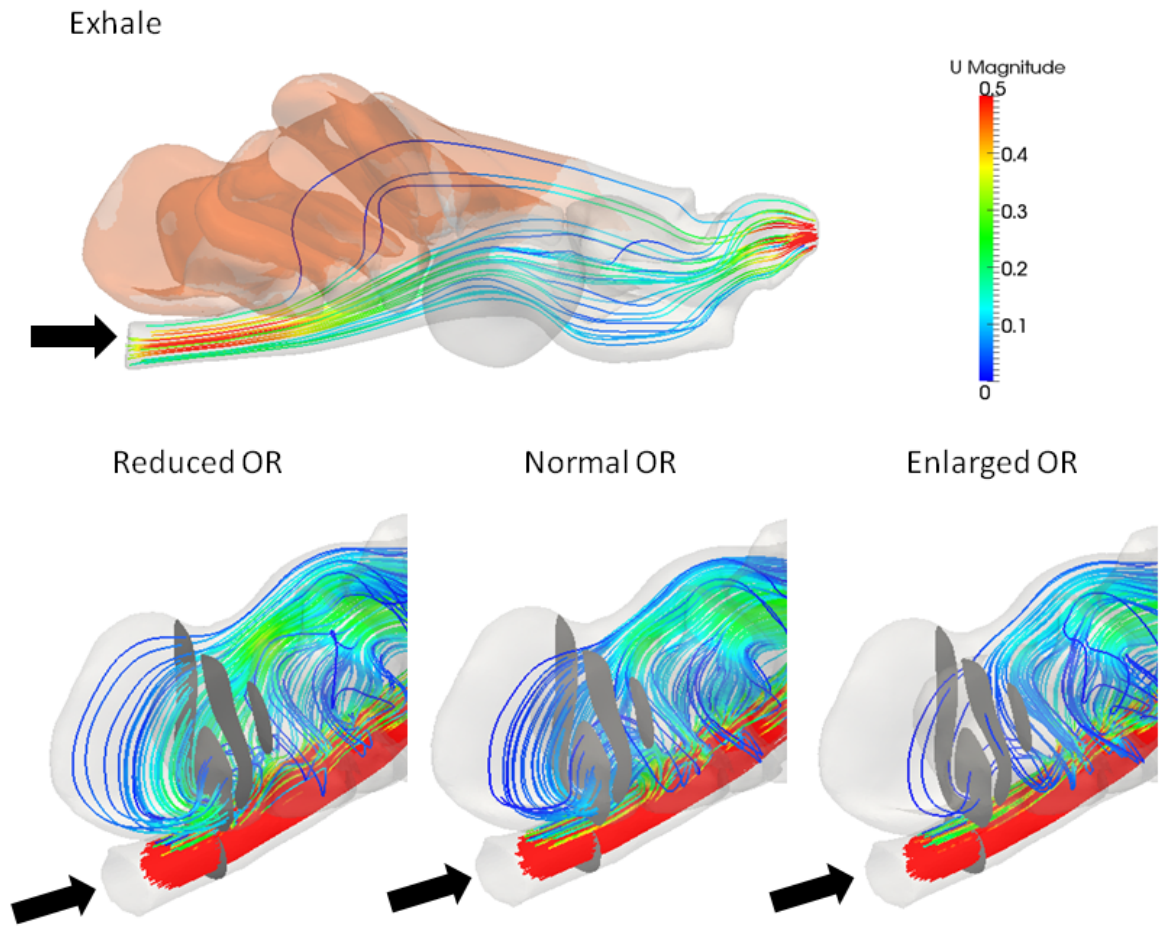 Exhale
U Magnitude
0.5
0.4
0.3
0.2
0.1
0
Reduced OR
Normal OR
Enlarged OR